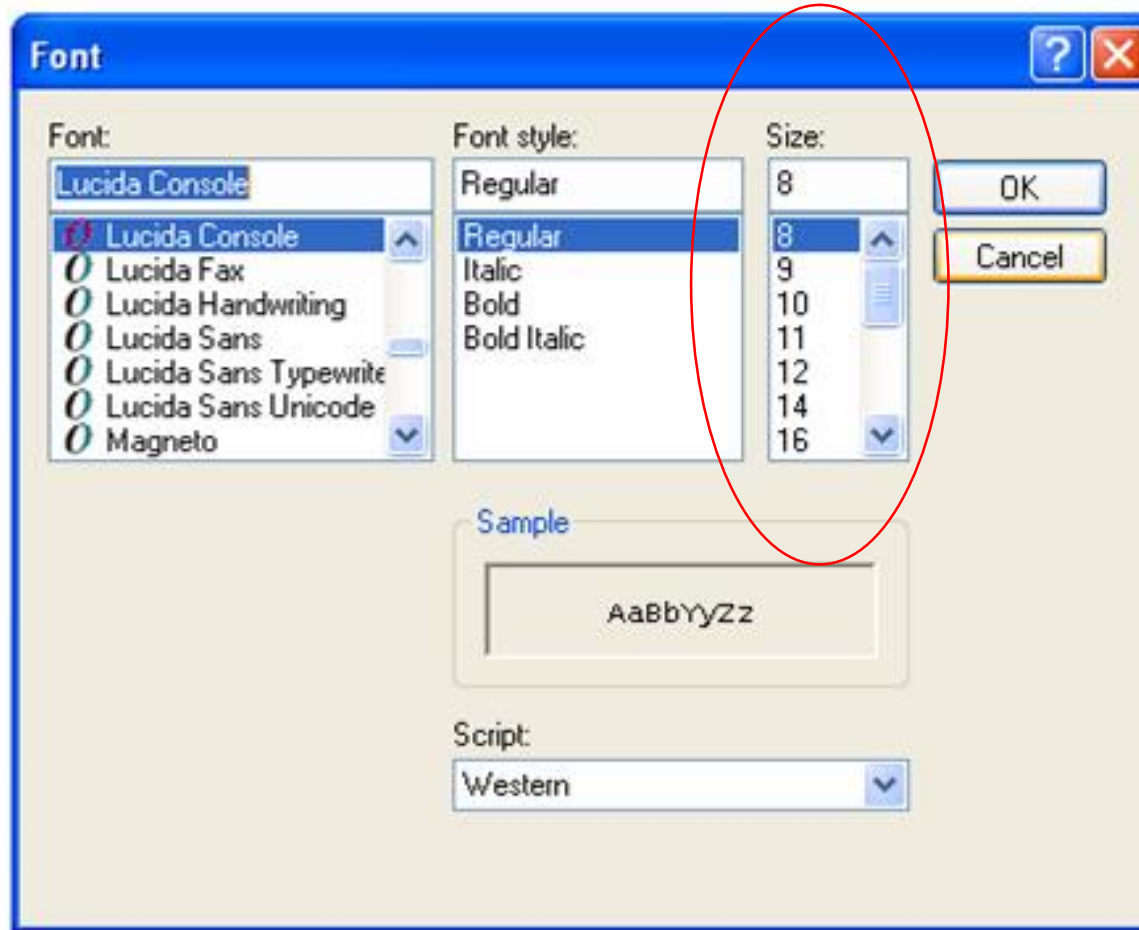 Font
Font:
Lucida Console
Lucida Console
Lucida Fax
Lucida Handwriting
Lucida Sans
Lucida Sans Typewrite
Lucida Sans Unicode
Magneto
Font style:
Regular
Regular
Italic
Bold
Bold Italic
Size:
8
8
9
10
11
12
14
16
OK
Cancel
Sample
AaBbYyZz
Script:
Western